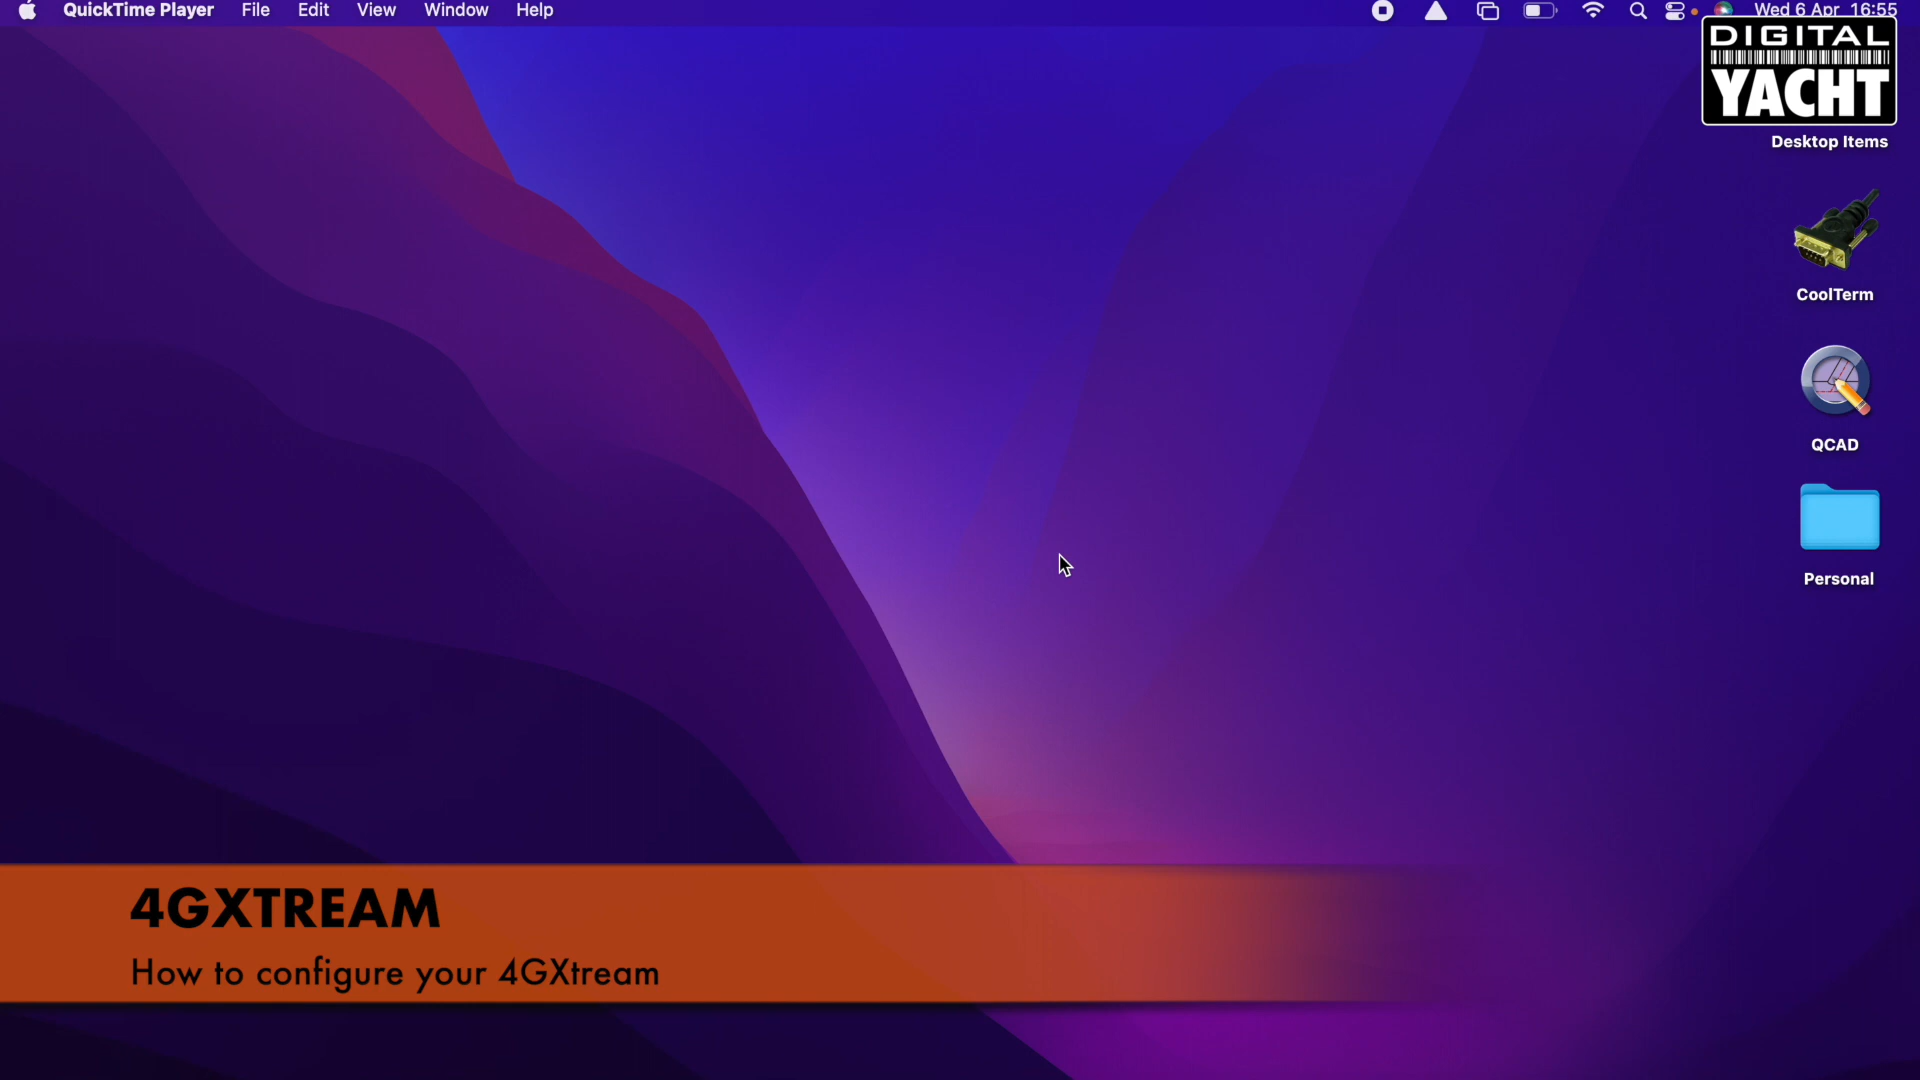 QuickTime Player File Edit View Window Help Wed 6 Apr 16:55
DIGITAL
YACHT
Desktop Items
CoolTerm
QCAD
Personal
4GXTREAM
How to configure your 4GXtream